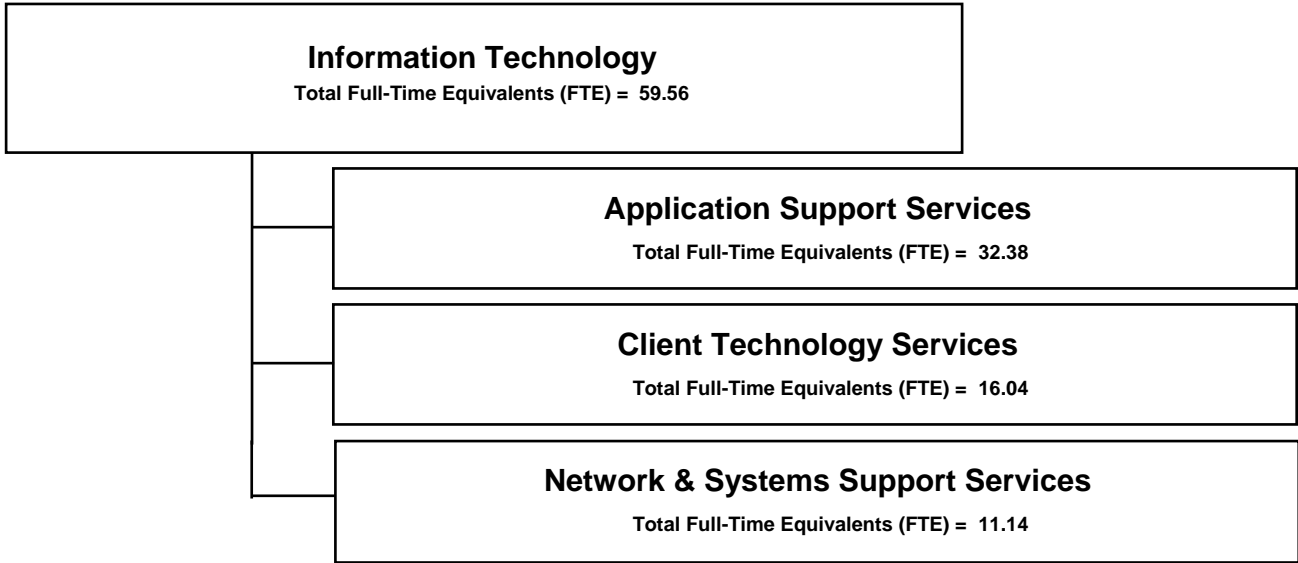 Information Technology
Total Full-Time Equivalents (FTE) = 59.56
Application Support Services
Total Full-Time Equivalents (FTE) = 32.38
Client Technology Services
Total Full-Time Equivalents (FTE) = 16.04
Network & Systems Support Services
Total Full-Time Equivalents (FTE) = 11.14